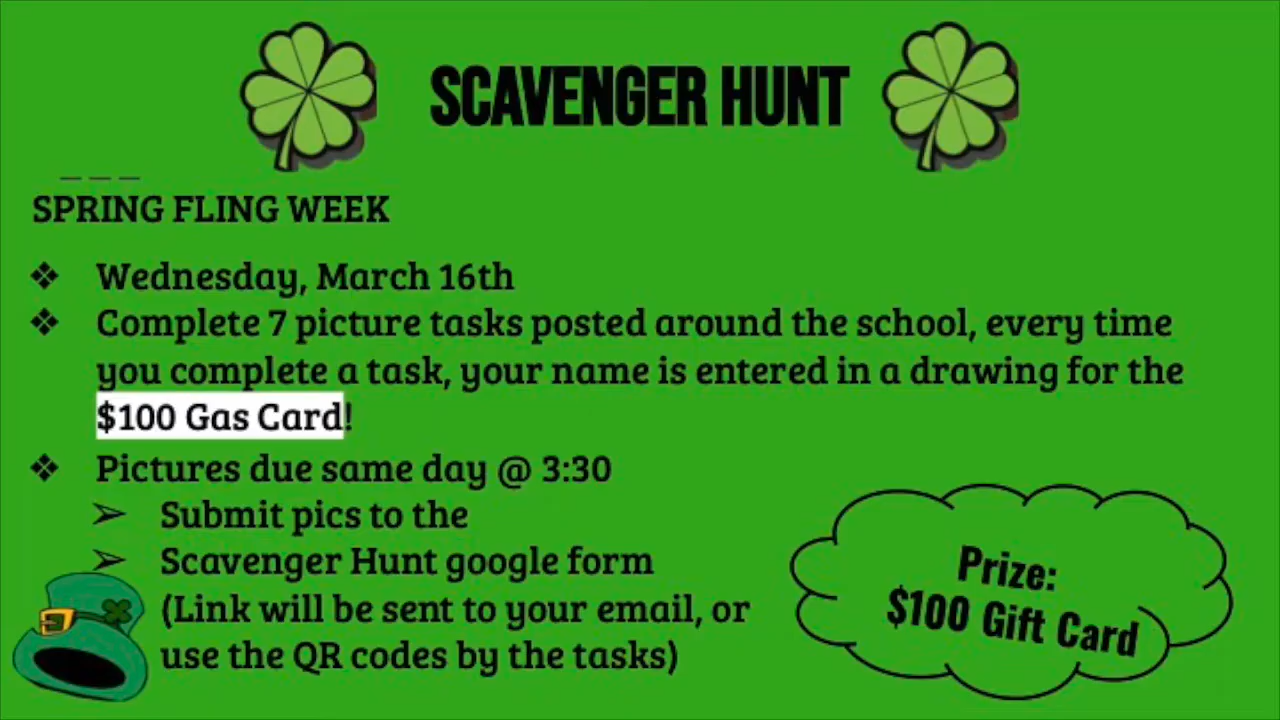 SCAVENGER HUNT
SPRING FLING WEEK
❖ Wednesday, March 16th
❖ Complete 7 picture tasks posted around the school, every time
you complete a task, your name is entered in a drawing for the
$100 Gas Card!
❖ Pictures due same day @ 3:30
➢ Submit pics to the
➢ Scavenger Hunt google form
(Link will be sent to your email, or
use the QR codes by the tasks)
Prize:
$100 Gift Card